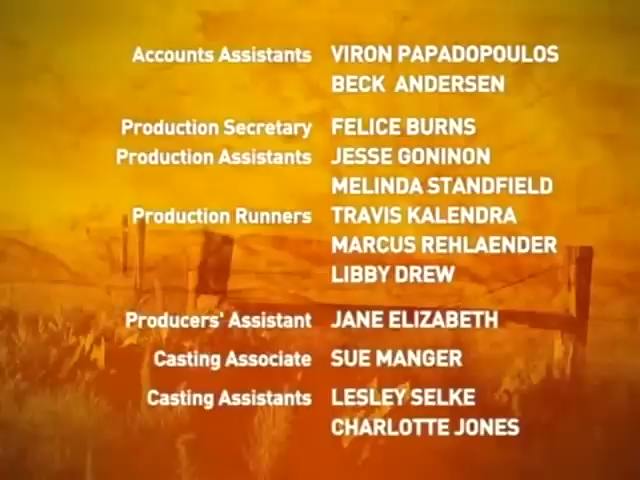 Accounts Assistants VIRON PAPADOPOULOS
BECK ANDERSEN
Production Secretary FELICE BURNS
Production Assistants JESSE GONINON
MELINDA STANDFIELD
Production Runners TRAVIS KALENDRA
MARCUS REHLAENDER
LIBBY DREW
Producers' Assistant JANE ELIZABETH
Casting Associate SUE MANGER
Casting Assistants LESLEY SELKE
CHARLOTTE JONES